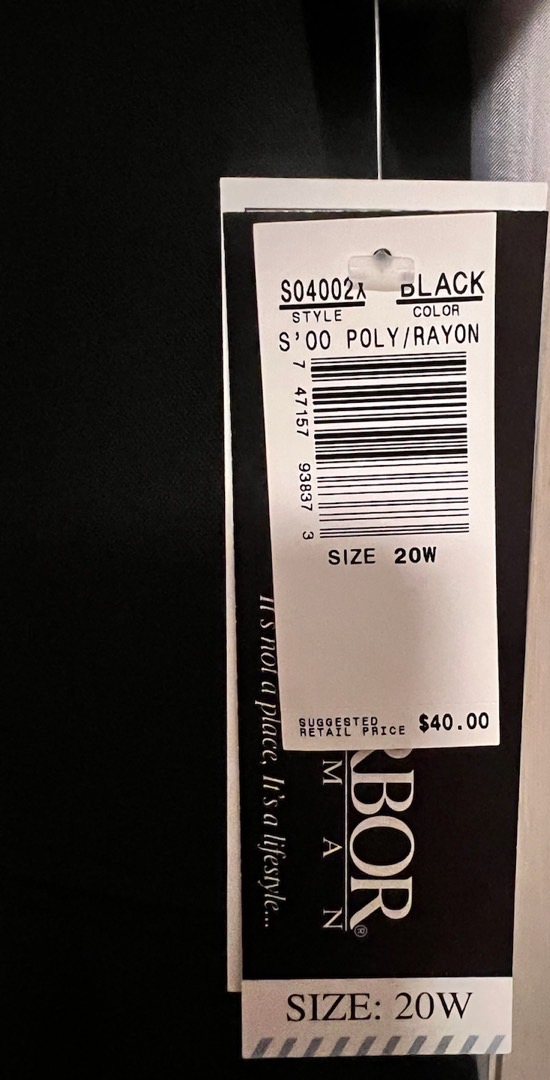 S04002X BLACK
STYLE COLOR
S'00 POLY/RAYON
7 47157 93837 3
SIZE 20W
SUGGESTED
RETAIL PRICE $40.00
RBOR®
M A N
It's not a place, It's a lifestyle...
SIZE: 20W